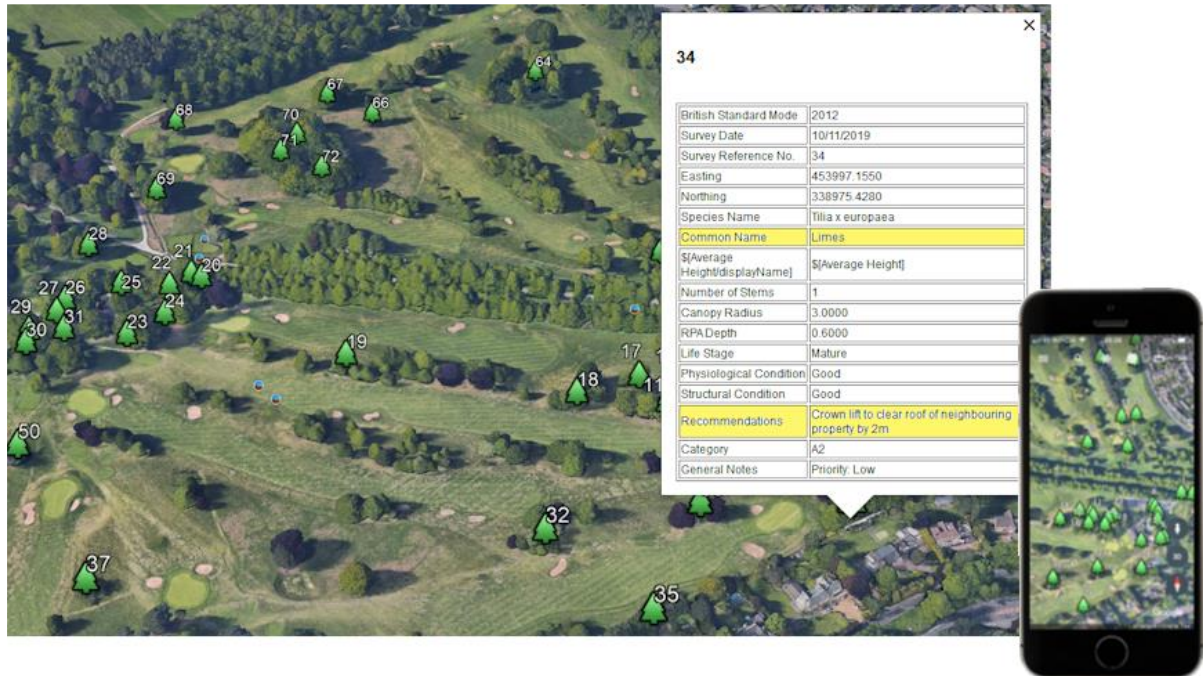 64
67
66
68
70
71
72
69
28
21
22
20
25
27
26
24
29
31
30
23
19
17
18
11
50
32
37
35
×
34
British Standard Mode 2012
Survey Date 10/11/2019
Survey Reference No. 34
Easting 453997.1550
Northing 338975.4280
Species Name Tilia x europaea
Common Name Limes
$[Average
Height/displayName] $[Average Height]
Number of Stems 1
Canopy Radius 3.0000
RPA Depth 0.6000
Life Stage Mature
Physiological Condition Good
Structural Condition Good
Recommendations Crown lift to clear roof of neighbouring
property by 2m
Category A2
General Notes Priority: Low